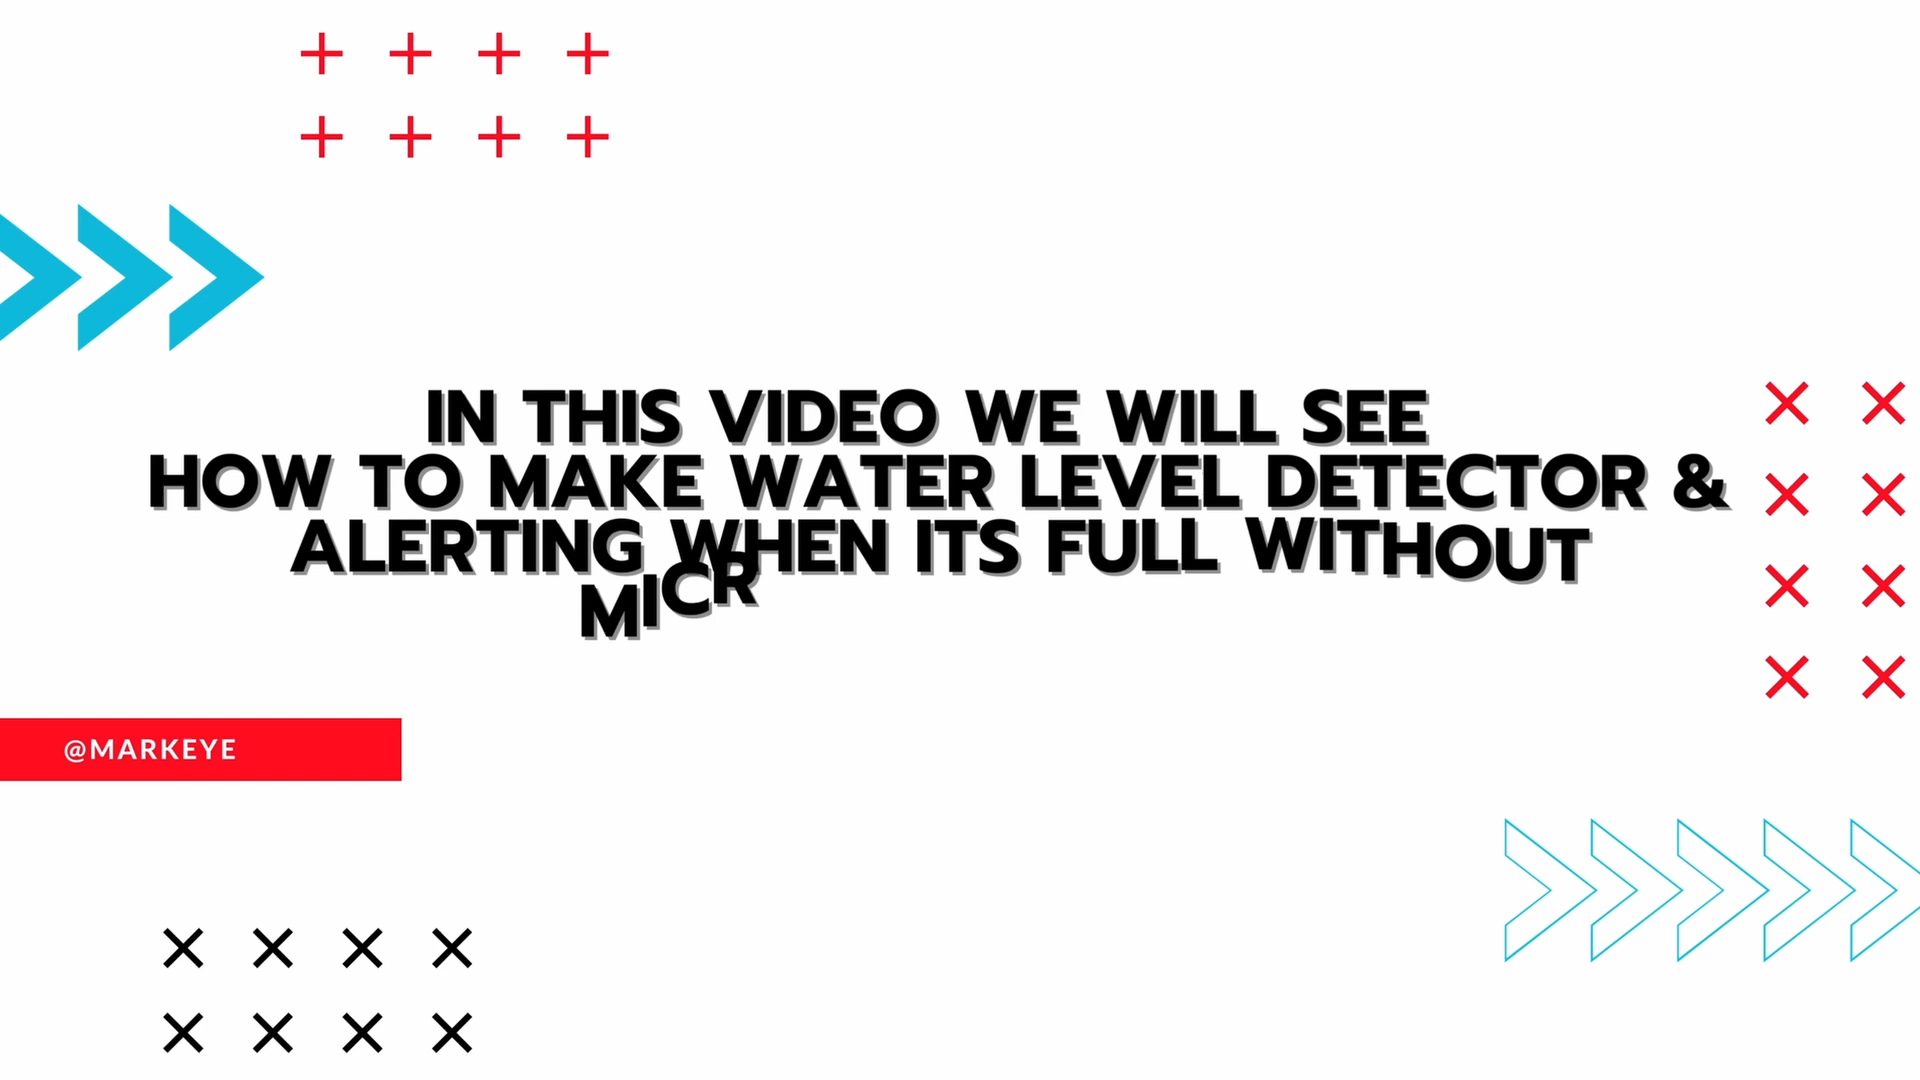 IN THIS VIDEO WE WILL SEE
HOW TO MAKE WATER LEVEL DETECTOR &
ALERTING WHEN ITS FULL WITHOUT
MICR
@MARKEYE